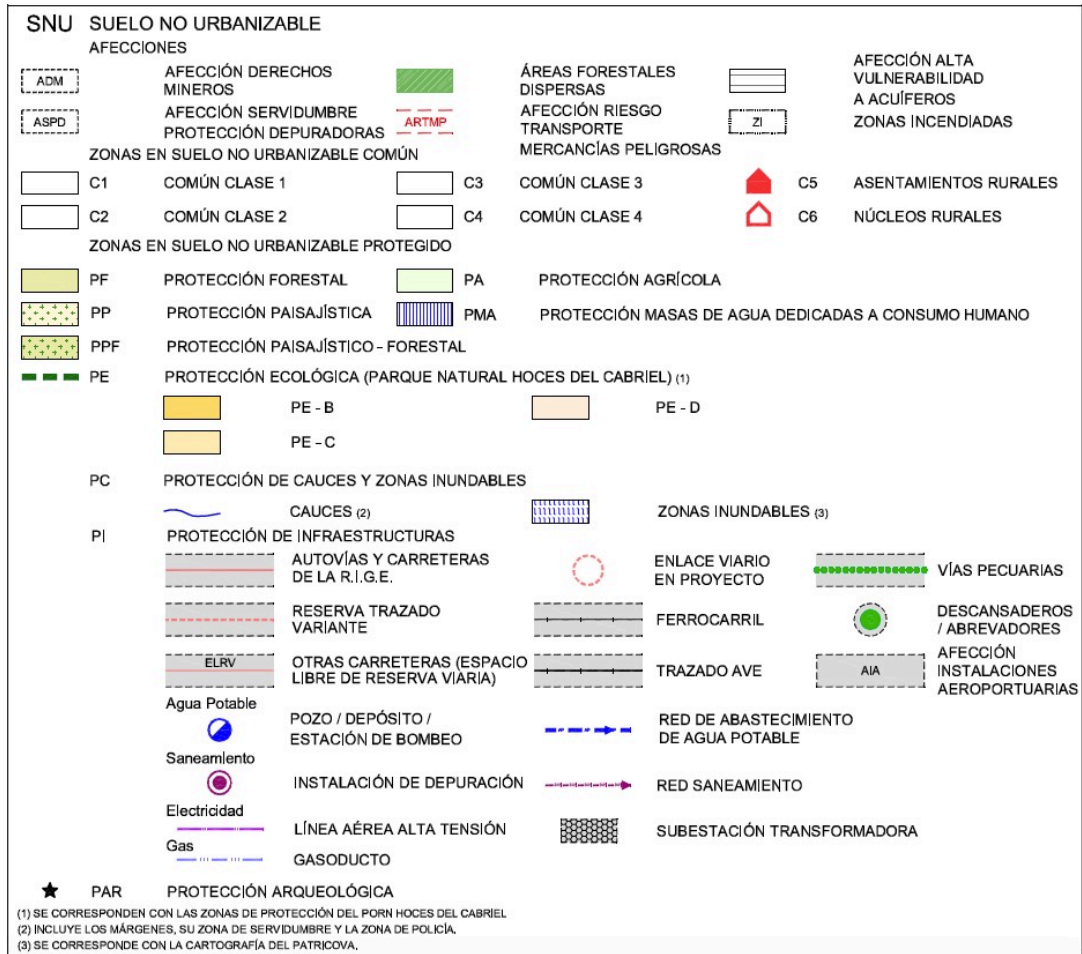 SNU SUELO NO URBANIZABLE
AFECCIONES
ADM
AFECCIÓN DERECHOS
MINEROS
ÁREAS FORESTALES
DISPERSAS
AFECCIÓN ALTA
VULNERABILIDAD
A ACUÍFEROS
ASPD
AFECCIÓN SERVIDUMBRE
PROTECCIÓN DEPURADORAS
ARTMP
AFECCIÓN RIESGO
TRANSPORTE
MERCANCÍAS PELIGROSAS
ZI
ZONAS INCENDIADAS
ZONAS EN SUELO NO URBANIZABLE COMÚN
C1 COMÚN CLASE 1
C3 COMÚN CLASE 3
C5 ASENTAMIENTOS RURALES
C2 COMÚN CLASE 2
C4 COMÚN CLASE 4
C6 NÚCLEOS RURALES
ZONAS EN SUELO NO URBANIZABLE PROTEGIDO
PF PROTECCIÓN FORESTAL
PA PROTECCIÓN AGRÍCOLA
PP PROTECCIÓN PAISAJÍSTICA
PMA PROTECCIÓN MASAS DE AGUA DEDICADAS A CONSUMO HUMANO
PPF PROTECCIÓN PAISAJÍSTICO - FORESTAL
PE PROTECCIÓN ECOLÓGICA (PARQUE NATURAL HOCES DEL CABRIEL) (1)
PE - B
PE - D
PE - C
PC PROTECCIÓN DE CAUCES Y ZONAS INUNDABLES
CAUCES (2)
ZONAS INUNDABLES (3)
PI PROTECCIÓN DE INFRAESTRUCTURAS
AUTOVÍAS Y CARRETERAS
DE LA R.I.G.E.
ENLACE VIARIO
EN PROYECTO
VÍAS PECUARIAS
RESERVA TRAZADO
VARIANTE
FERROCARRIL
DESCANSADEROS
/ ABREVADORES
ELRV
OTRAS CARRETERAS (ESPACIO
LIBRE DE RESERVA VIARIA)
TRAZADO AVE
AIA
AFECCIÓN
INSTALACIONES
AEROPORTUARIAS
Agua Potable
POZO / DEPÓSITO /
ESTACIÓN DE BOMBEO
RED DE ABASTECIMIENTO
DE AGUA POTABLE
Saneamiento
INSTALACIÓN DE DEPURACIÓN
RED SANEAMIENTO
Electricidad
LÍNEA AÉREA ALTA TENSIÓN
SUBESTACIÓN TRANSFORMADORA
Gas
GASODUCTO
PAR PROTECCIÓN ARQUEOLÓGICA
(1) SE CORRESPONDEN CON LAS ZONAS DE PROTECCIÓN DEL PORN HOCES DEL CABRIEL
(2) INCLUYE LOS MÁRGENES, SU ZONA DE SERVIDUMBRE Y LA ZONA DE POLICÍA.
(3) SE CORRESPONDE CON LA CARTOGRAFÍA DEL PATRICOVA.